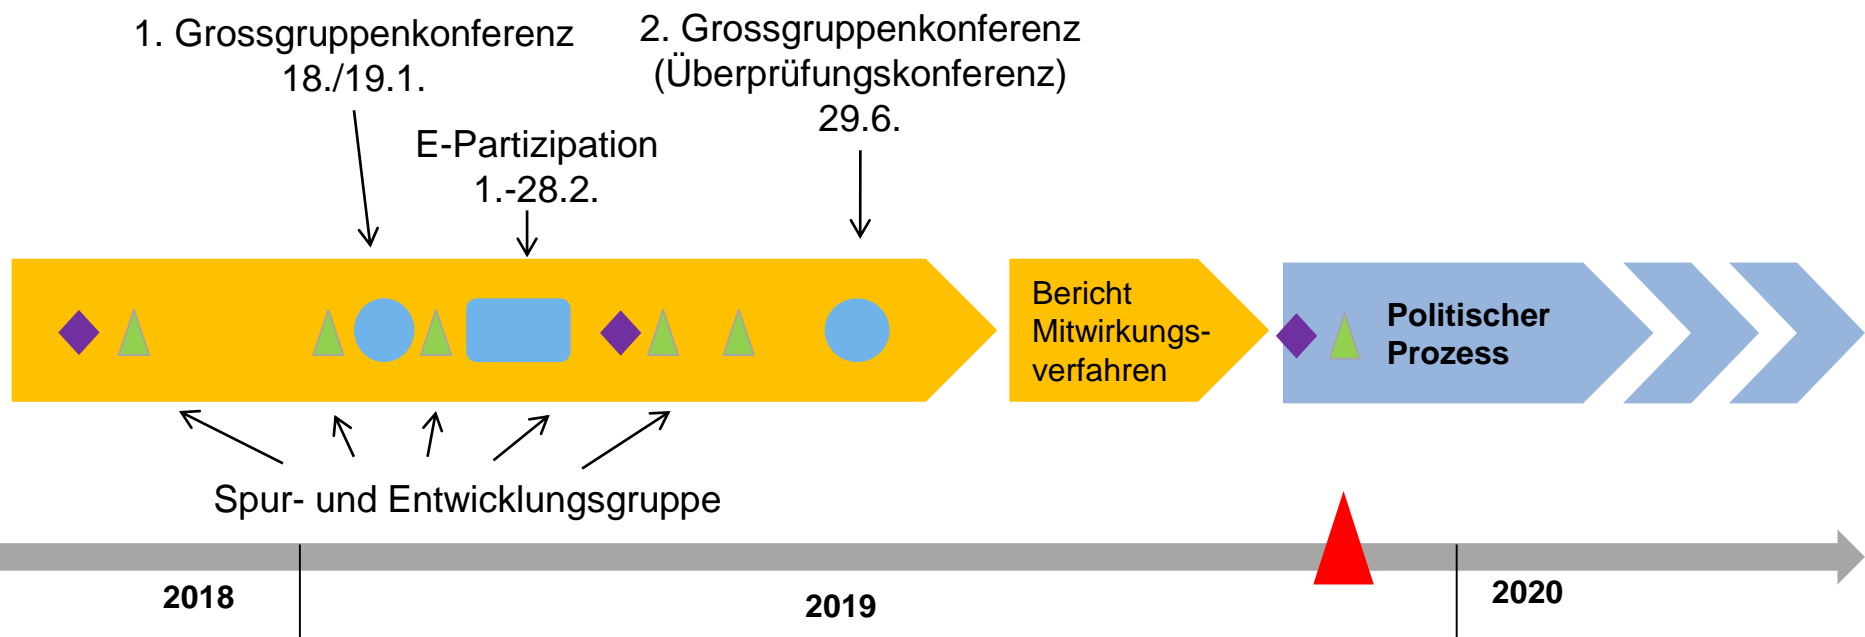 1. Grossgruppenkonferenz
18./19.1.
2. Grossgruppenkonferenz
(Überprüfungskonferenz)
29.6.
E-Partizipation
1.-28.2.
Bericht
Mitwirkungs-
verfahren
Politischer
Prozess
Spur- und Entwicklungsgruppe
2018
2019
2020